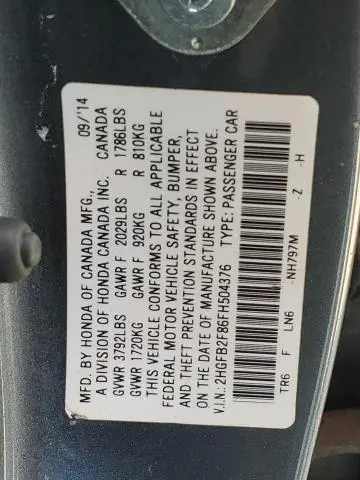 MFD. BY HONDA OF CANADA MFG., 09/'14
A DIVISION OF HONDA CANADA INC. CANADA
GVWR 3792LBS GAWR F 2029LBS R 1786LBS
GVWR 1720KG GAWR F 920KG R 810KG
THIS VEHICLE CONFORMS TO ALL APPLICABLE
FEDERAL MOTOR VEHICLE SAFETY, BUMPER,
AND THEFT PREVENTION STANDARDS IN EFFECT
ON THE DATE OF MANUFACTURE SHOWN ABOVE.
V.I.N.: 2HGFB2F86FH504376 TYPE: PASSENGER CAR
TR6 F LN6 -NH797M -Z -H